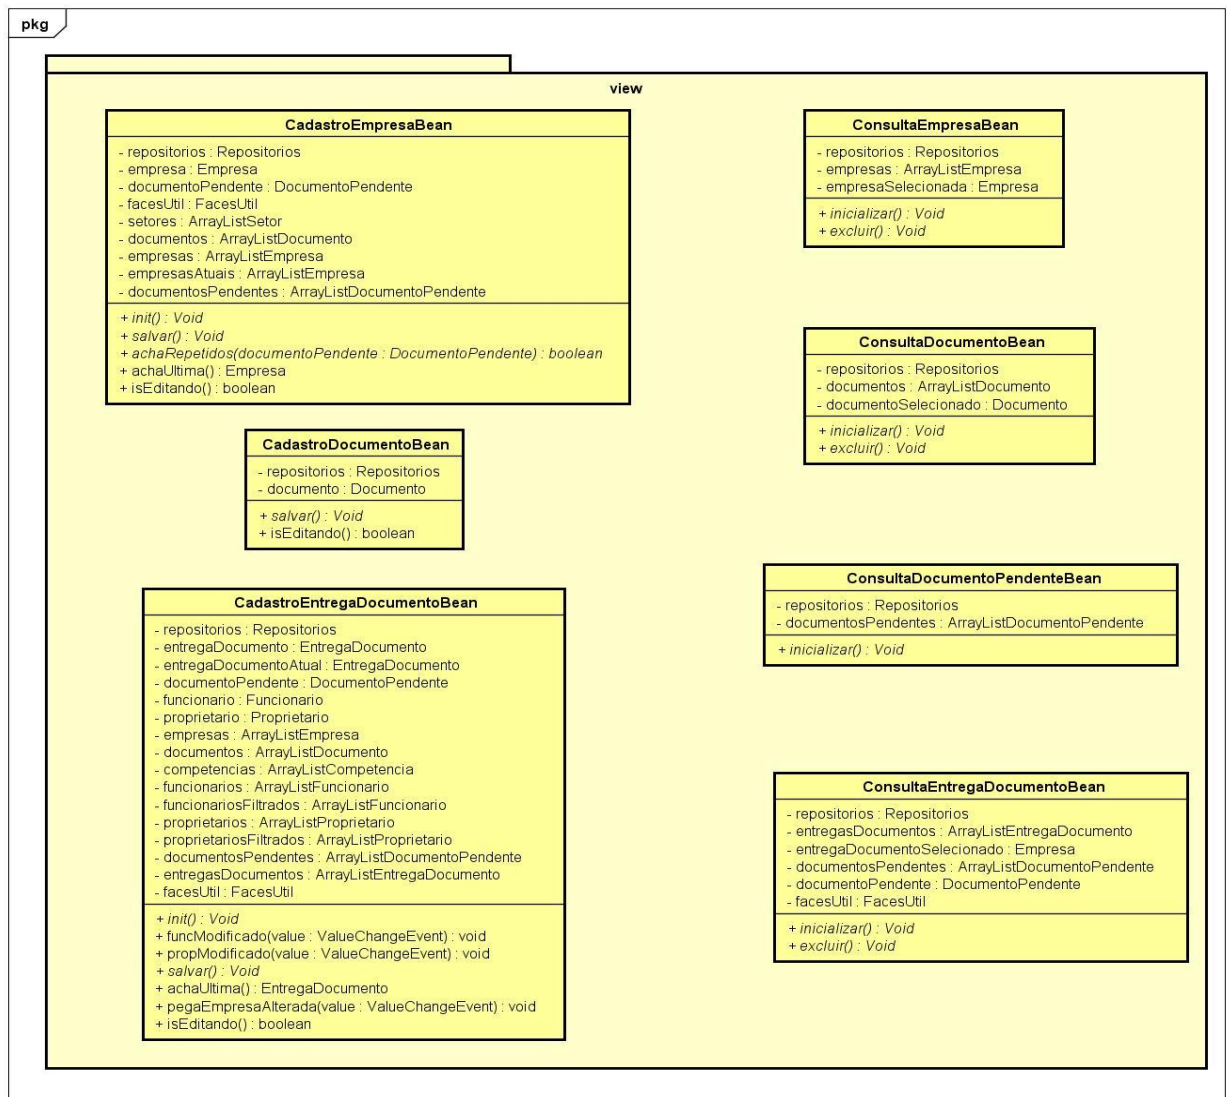 pkg
view
CadastroEmpresaBean
- repositorios : Repositorios
- empresa : Empresa
- documentoPendente : DocumentoPendente
- facesUtil : FacesUtil
- setores : ArrayListSetor
- documentos : ArrayListDocumento
- empresas : ArrayListEmpresa
- empresasAtuais : ArrayListEmpresa
- documentosPendentes : ArrayListDocumentoPendente
+ init() : Void
+ salvar() : Void
+ achaRepetidos(documentoPendente : DocumentoPendente) : boolean
+ achaUltima() : Empresa
+ isEditando() : boolean
CadastroDocumentoBean
- repositorios : Repositorios
- documento : Documento
+ salvar() : Void
+ isEditando() : boolean
CadastroEntregaDocumentoBean
- repositorios : Repositorios
- entregaDocumento : EntregaDocumento
- entregaDocumentoAtual : EntregaDocumento
- documentoPendente : DocumentoPendente
- funcionario : Funcionario
- proprietario : Proprietario
- empresas : ArrayListEmpresa
- documentos : ArrayListDocumento
- competencias : ArrayListCompetencia
- funcionarios : ArrayListFuncionario
- funcionariosFiltrados : ArrayListFuncionario
- proprietarios : ArrayListProprietario
- proprietariosFiltrados : ArrayListProprietario
- documentosPendentes : ArrayListDocumentoPendente
- entregasDocumentos : ArrayListEntregaDocumento
- facesUtil : FacesUtil
+ init() : Void
+ funcModificado(value : ValueChangeEvent) : void
+ propModificado(value : ValueChangeEvent) : void
+ salvar() : Void
+ achaUltima() : EntregaDocumento
+ pegaEmpresaAlterada(value : ValueChangeEvent) : void
+ isEditando() : boolean
ConsultaEmpresaBean
- repositorios : Repositorios
- empresas : ArrayListEmpresa
- empresaSelecionada : Empresa
+ inicializar() : Void
+ excluir() : Void
ConsultaDocumentoBean
- repositorios : Repositorios
- documentos : ArrayListDocumento
- documentoSelecionado : Documento
+ inicializar() : Void
+ excluir() : Void
ConsultaDocumentoPendenteBean
- repositorios : Repositorios
- documentosPendentes : ArrayListDocumentoPendente
+ inicializar() : Void
ConsultaEntregaDocumentoBean
- repositorios : Repositorios
- entregasDocumentos : ArrayListEntregaDocumento
- entregaDocumentoSelecionado : Empresa
- documentosPendentes : ArrayListDocumentoPendente
- documentoPendente : DocumentoPendente
- facesUtil : FacesUtil
+ inicializar() : Void
+ excluir() : Void